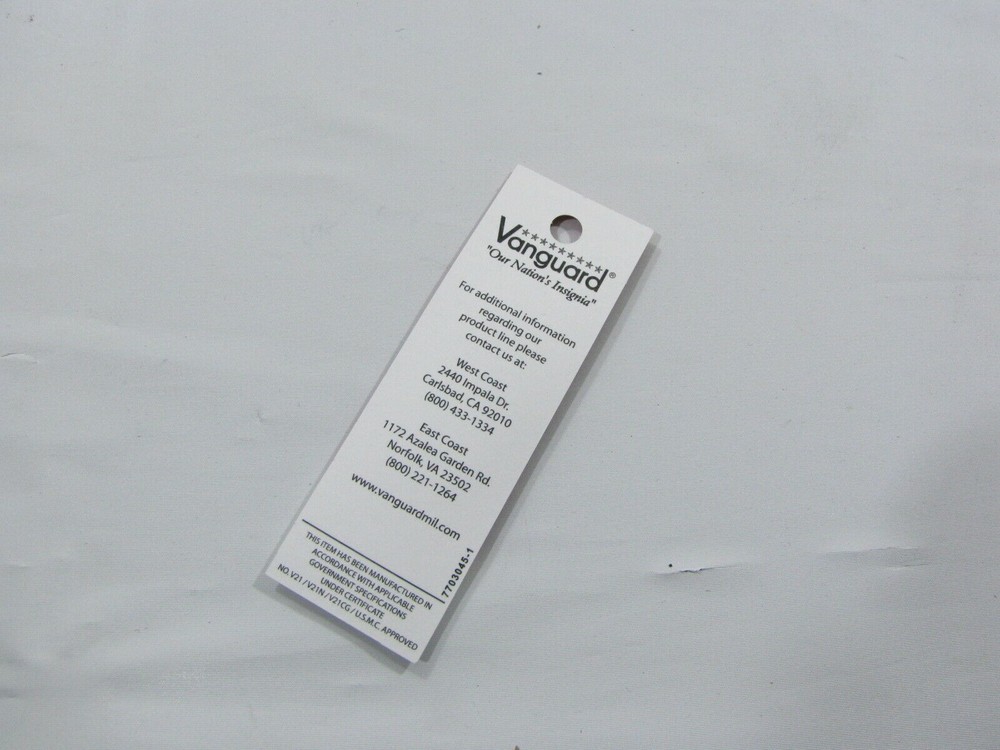 Vanguard®
"Our Nation's Insignia"
For additional information
regarding our
product line please
contact us at:
West Coast
2440 Impala Dr.
Carlsbad, CA 92010
(800) 433-1334
East Coast
1172 Azalea Garden Rd.
Norfolk, VA 23502
(800) 221-1264
www.vanguardmil.com
THIS ITEM HAS BEEN MANUFACTURED IN
ACCORDANCE WITH APPLICABLE
GOVERNMENT SPECIFICATIONS
UNDER CERTIFICATE
NO. V21 / V21N / V21CG / U.S.M.C. APPROVED
7703045-1